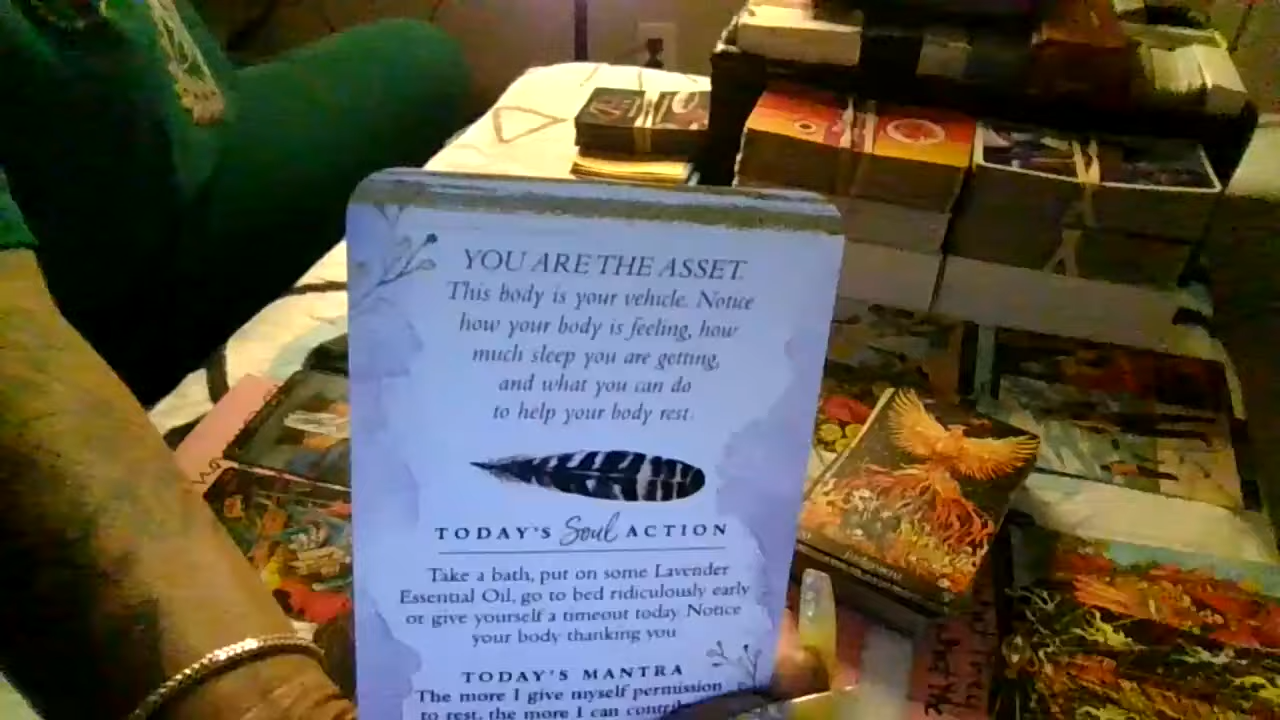 YOU ARE THE ASSET.
This body is your vehicle. Notice
how your body is feeling, how
much sleep you are getting,
and what you can do
to help your body rest.
TODAY'S Soul ACTION
Take a bath, put on some Lavender
Essential Oil, go to bed ridiculously early
or give yourself a timeout today. Notice
your body thanking you
TODAY'S MANTRA
The more I give myself permission
to rest, the more I can
Judgment